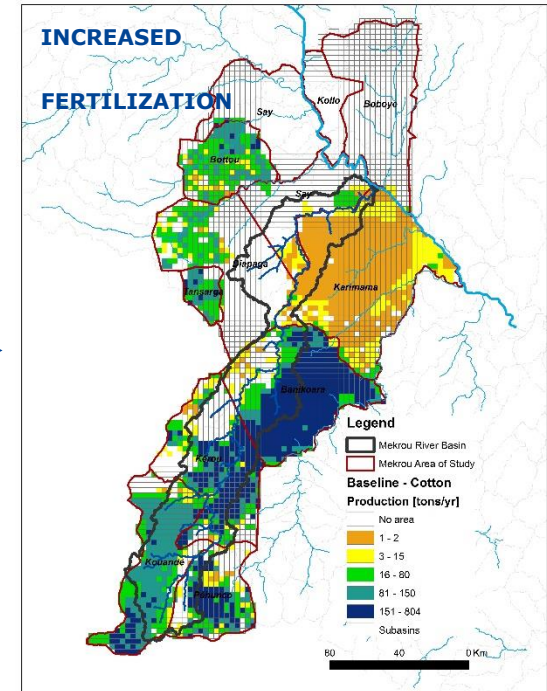 INCREASED
FERTILIZATION
Say
Kollo
Boboye
Bottou
Say
Diapaga
Karimama
Tansarga
Banikoara
Kerou
Kouandé
Pehunco
Legend
Mekrou River Basin
Mekrou Area of Study
Baseline - Cotton
Production [tons/yr]
No area
1 - 2
3 - 15
16 - 80
81 - 150
151 - 804
Subasins
80 40 0 Km